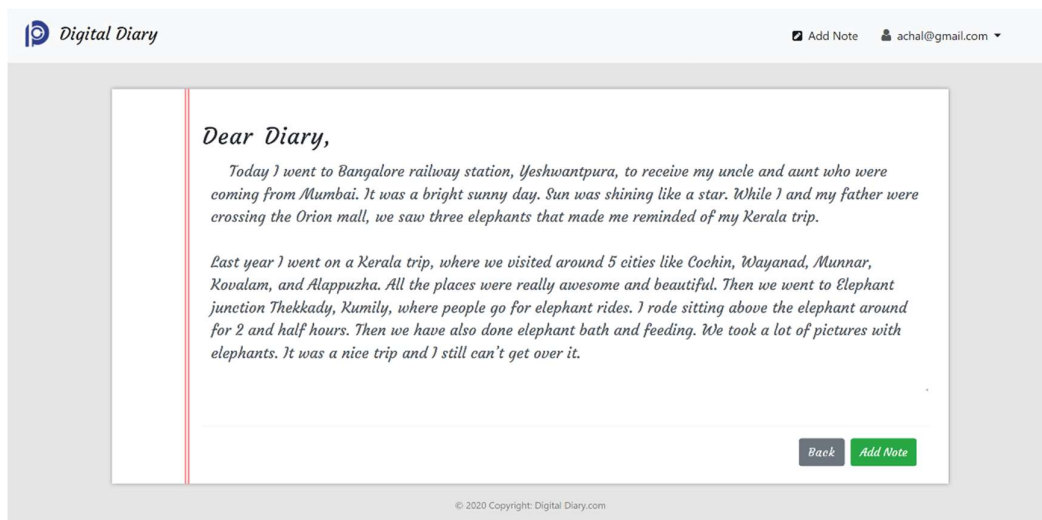 Digital Diary
Add Note
achal@gmail.com
Dear Diary,
Today I went to Bangalore railway station, Yeshwantpura, to receive my uncle and aunt who were
coming from Mumbai. It was a bright sunny day. Sun was shining like a star. While I and my father were
crossing the Orion mall, we saw three elephants that made me reminded of my Kerala trip.
Last year I went on a Kerala trip, where we visited around 5 cities like Cochin, Wayanad, Munnar,
Kovalam, and Alappuzha. All the places were really awesome and beautiful. Then we went to Elephant
junction Thekkady, Kumily, where people go for elephant rides. I rode sitting above the elephant around
for 2 and half hours. Then we have also done elephant bath and feeding. We took a lot of pictures with
elephants. It was a nice trip and I still can't get over it.
Back
Add Note
© 2020 Copyright: Digital Diary.com